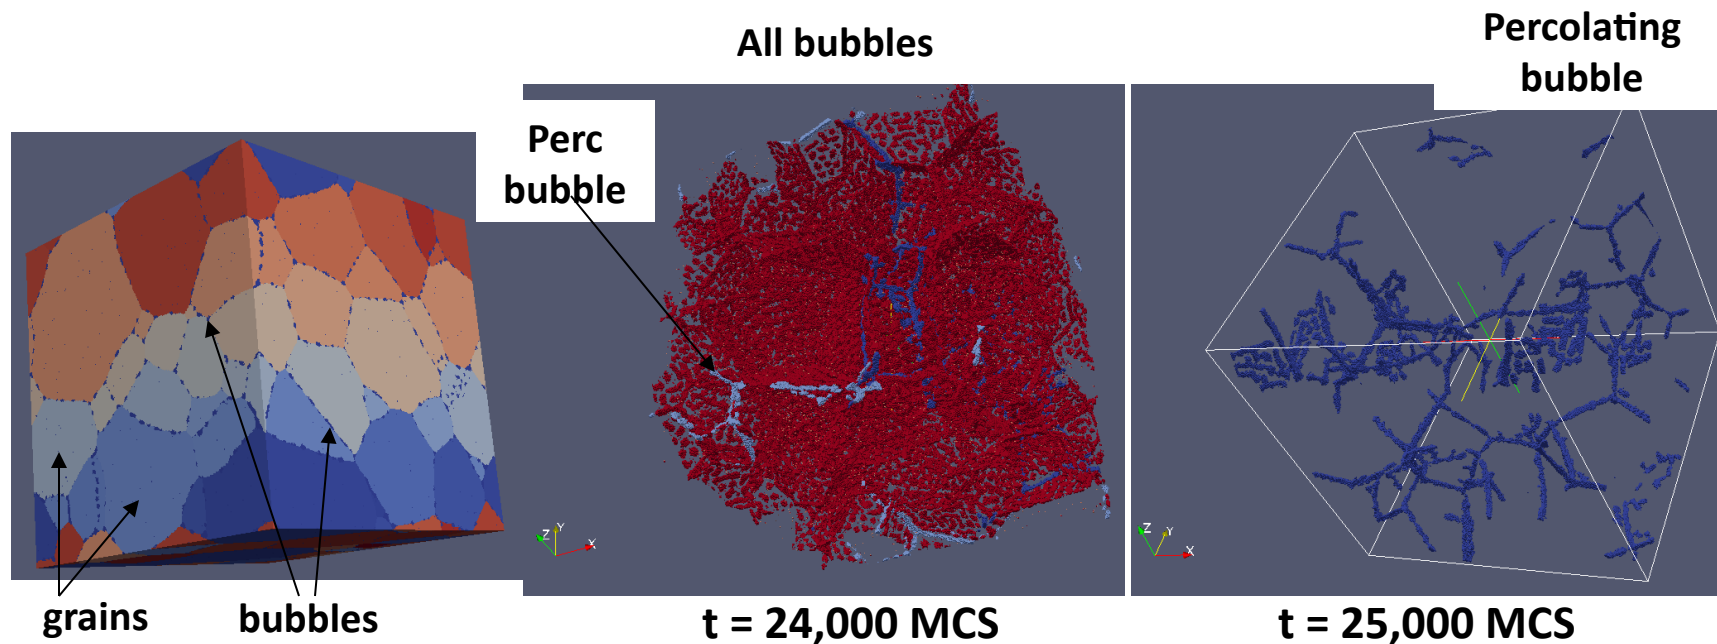 All bubbles
Percolating
bubble
Perc
bubble
Z
Y
X
Z
Y
X
grains
bubbles
t = 24,000 MCS
t = 25,000 MCS